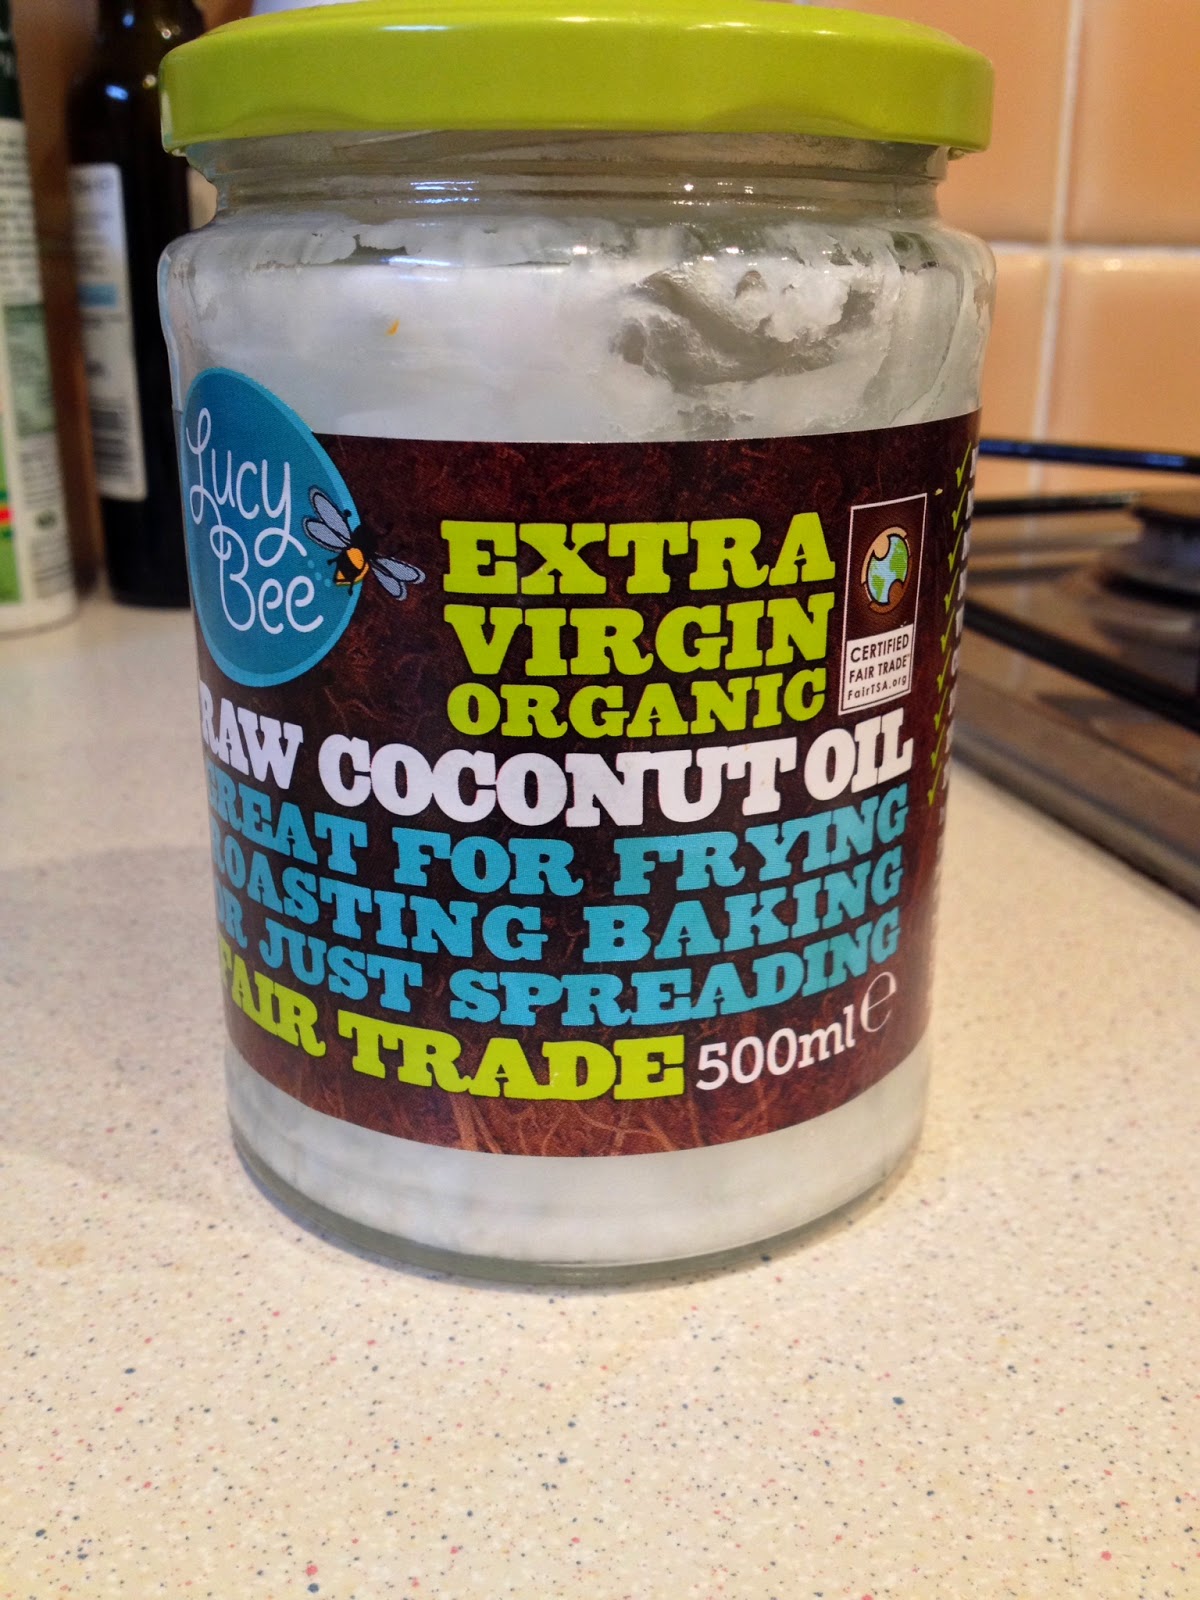 Lucy
Bee
EXTRA
VIRGIN
ORGANIC
CERTIFIED
FAIR TRADE™
FairTSA.org
RAW COCONUT OIL
GREAT FOR FRYING
ROASTING BAKING
OR JUST SPREADING
FAIR TRADE 500ml e